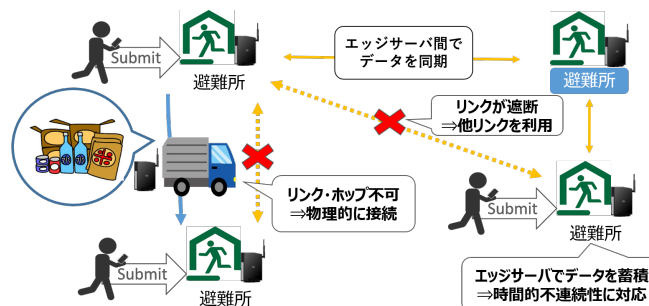 Submit
避難所
エッジサーバ間で
データを同期
避難所
リンクが遮断
⇒他リンクを利用
リンク・ホップ不可
⇒物理的に接続
Submit
避難所
Submit
避難所
エッジサーバでデータを蓄積
⇒時間的不連続性に対応